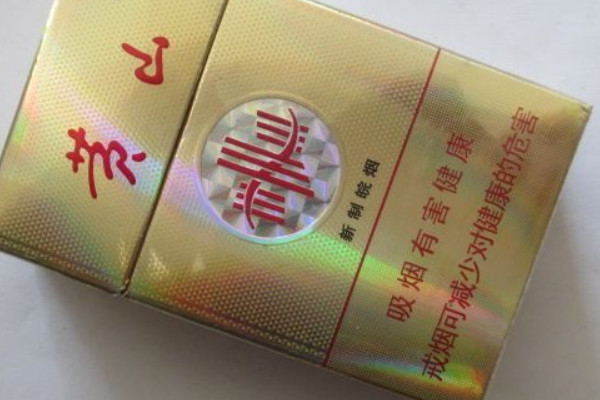 黄山
新制皖烟
吸烟有害健康
戒烟可减少对健康的危害